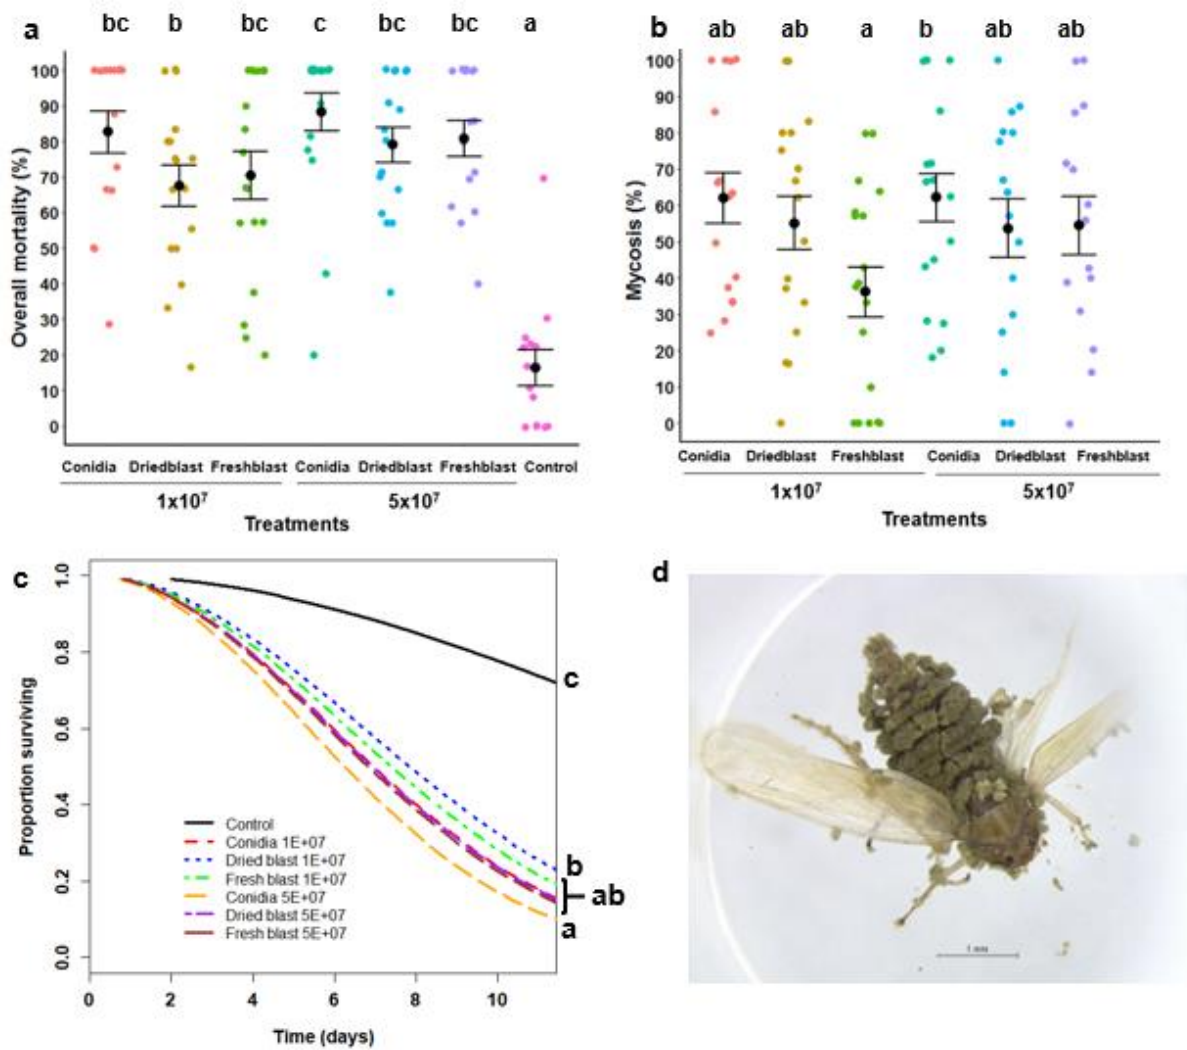 a bc b bc c bc bc a
Overall mortality (%)
100
90
80
70
60
50
40
30
20
10
0
Conidia Driedblast Freshblast Conidia Driedblast Freshblast Control
1x10⁷ 5x10⁷
Treatments
b ab ab a b ab ab
Mycosis (%)
100
90
80
70
60
50
40
30
20
10
0
Conidia Driedblast Freshblast Conidia Driedblast Freshblast
1x10⁷ 5x10⁷
Treatments
c
Proportion surviving
1.0
0.8
0.6
0.4
0.2
0.0
c
b
ab
a
Control
Conidia 1E+07
Dried blast 1E+07
Fresh blast 1E+07
Conidia 5E+07
Dried blast 5E+07
Fresh blast 5E+07
0 2 4 6 8 10
Time (days)
d
1 mm